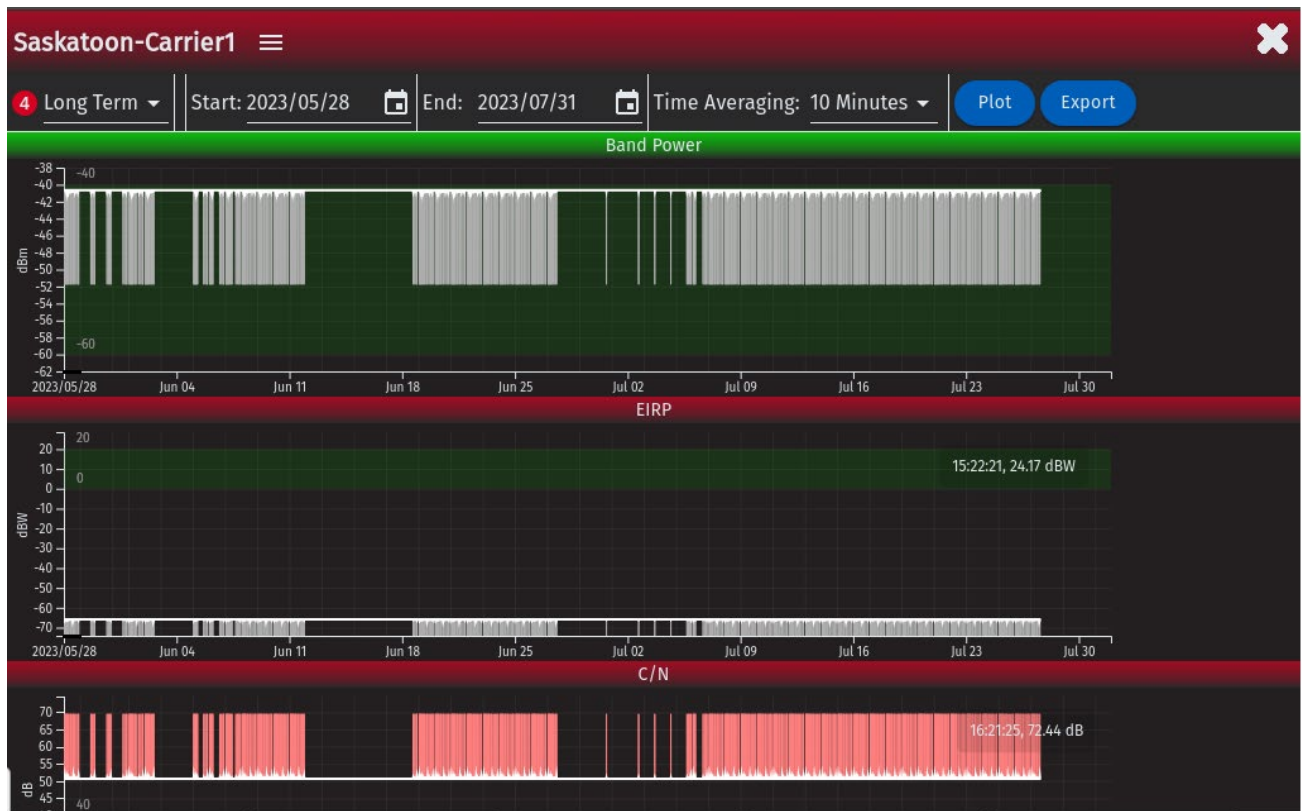 Saskatoon-Carrier1
4 Long Term Start: 2023/05/28 End: 2023/07/31 Time Averaging: 10 Minutes Plot Export
Band Power
-38
-40
-40
-42
-44
-46
-48
-50
-52
-54
-56
-58
-60
-60
-62
dBm
2023/05/28 Jun 04 Jun 11 Jun 18 Jun 25 Jul 02 Jul 09 Jul 16 Jul 23 Jul 30
EIRP
20
20
10
0
0
-10
-20
-30
-40
-50
-60
-70
dBW
15:22:21, 24.17 dBW
2023/05/28 Jun 04 Jun 11 Jun 18 Jun 25 Jul 02 Jul 09 Jul 16 Jul 23 Jul 30
C/N
70
65
60
55
50
45
40
dB
16:21:25, 72.44 dB